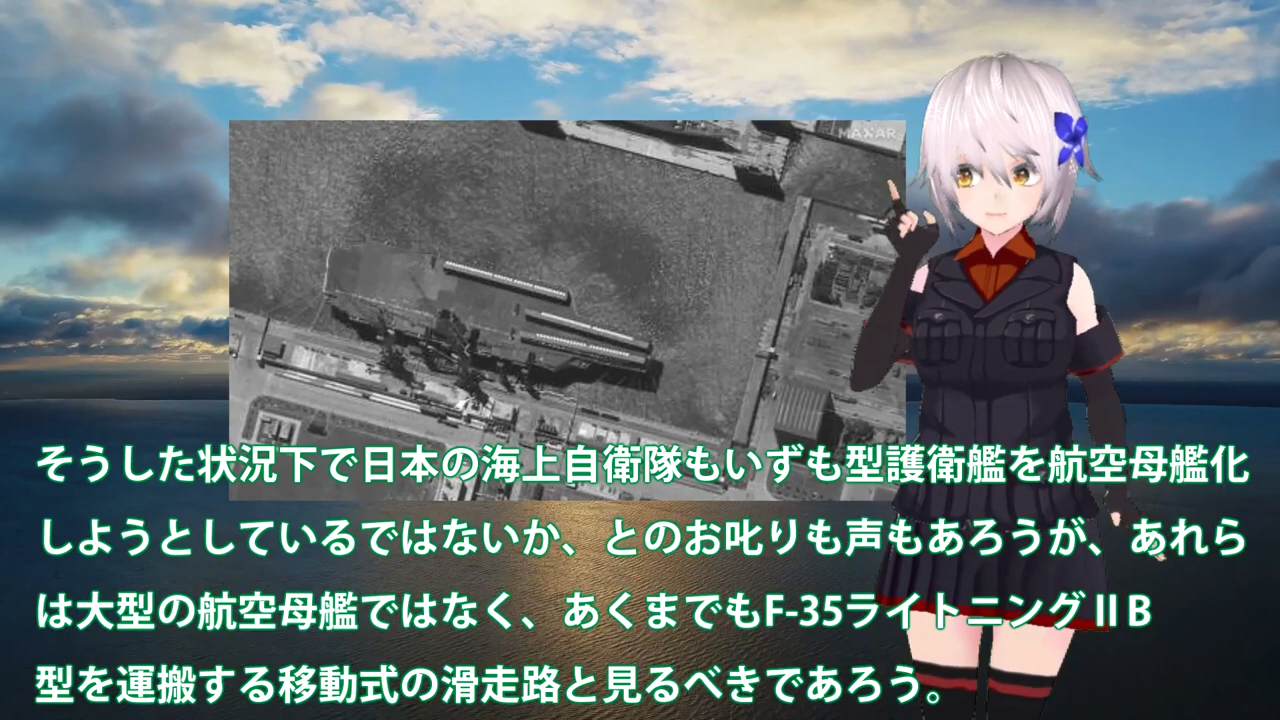 MAXAR
そうした状況下で日本の海上自衛隊もいずも型護衛艦を航空母艦化
しようとしているではないか、とのお叱りも声もあろうが、あれら
は大型の航空母艦ではなく、あくまでもF-35ライトニングⅡB
型を運搬する移動式の滑走路と見るべきであろう。